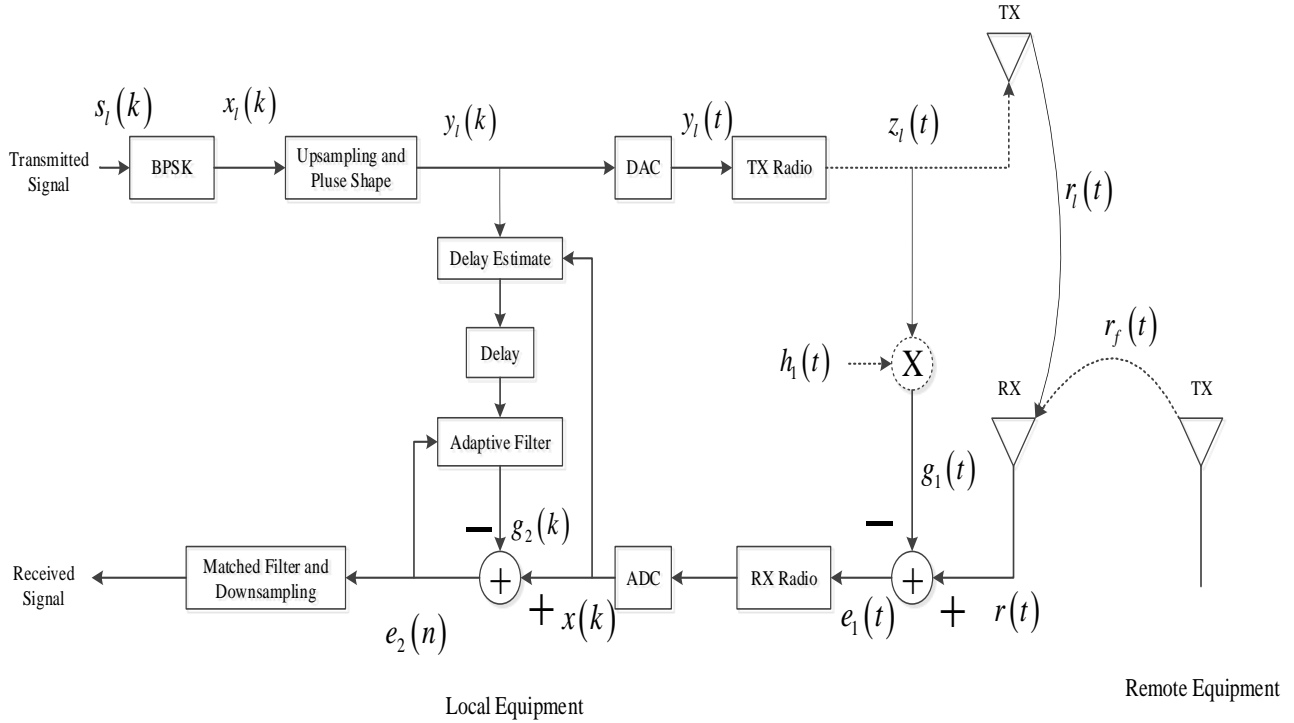 TX
s_l(k)
x_l(k)
y_l(k)
y_l(t)
z_l(t)
Transmitted
Signal
BPSK
Upsampling and
Pluse Shape
DAC
TX Radio
r_l(t)
Delay Estimate
Delay
h_1(t)
X
r_f(t)
RX
TX
Adaptive Filter
g_1(t)
−
g_2(k)
−
Received
Signal
Matched Filter and
Downsampling
+
ADC
RX Radio
+
e_2(n)
+
x(k)
e_1(t)
+
r(t)
Local Equipment
Remote Equipment